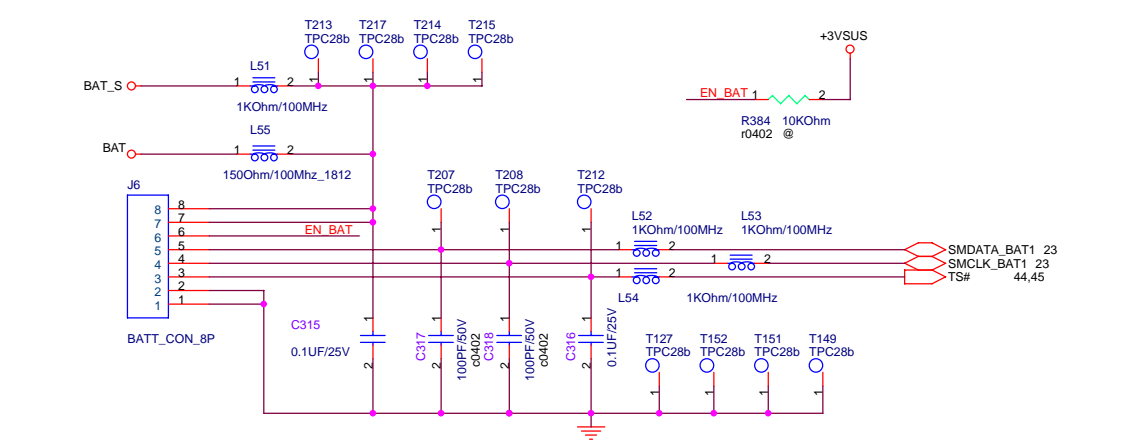 T213
TPC28b
T217
TPC28b
T214
TPC28b
T215
TPC28b
+3VSUS
1
1
1
1
BAT_S
1
L51
2
1KOhm/100MHz
EN_BAT
1
2
R384 10KOhm
r0402 @
BAT
1
L55
2
150Ohm/100Mhz_1812
J6
T207
TPC28b
T208
TPC28b
T212
TPC28b
1
1
1
8 8
7 7
6 6
5 5
4 4
3 3
2 2
1 1
EN_BAT
BATT_CON_8P
L52
1KOhm/100MHz
1
2
L53
1KOhm/100MHz
1
2
1
2
L54
1KOhm/100MHz
SMDATA_BAT1 23
SMCLK_BAT1 23
TS# 44,45
C315
0.1UF/25V
1
2
C317
1
2
100PF/50V
c0402
C318
1
2
100PF/50V
c0402
C316
1
2
0.1UF/25V
T127
TPC28b
T152
TPC28b
T151
TPC28b
T149
TPC28b
1
1
1
1